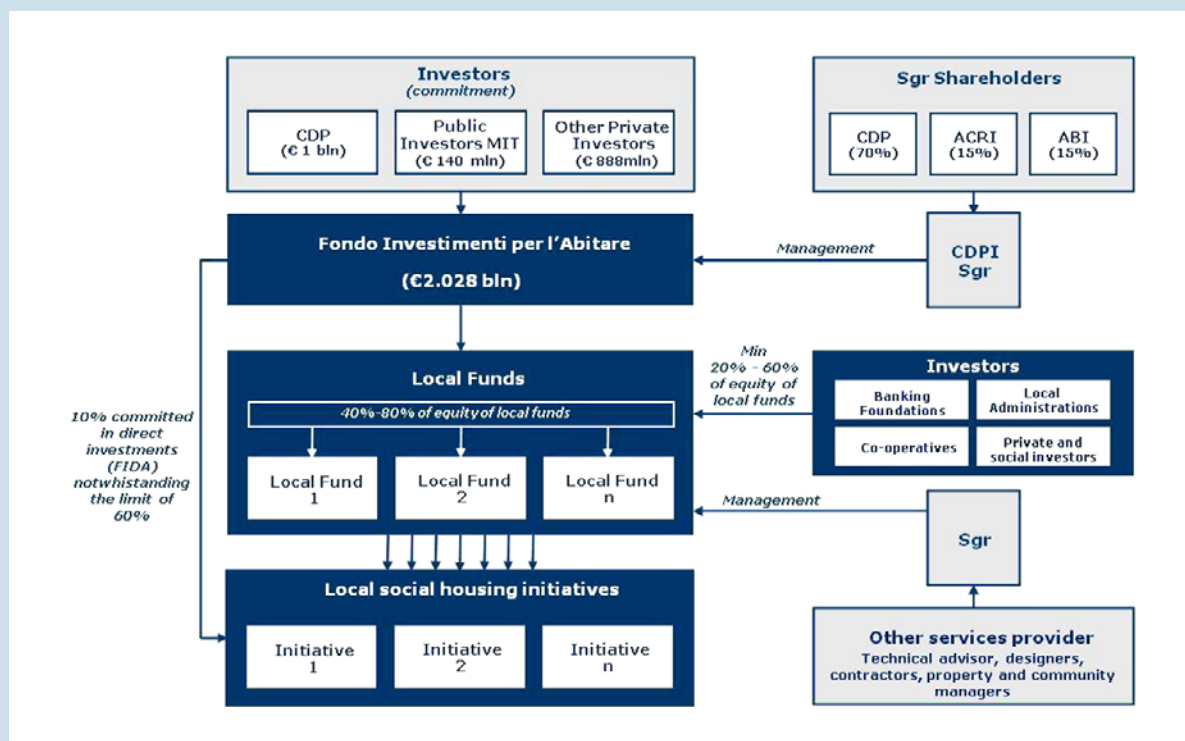 Investors
(commitment)
CDP
(€ 1 bln)
Public
Investors MIT
(€ 140 mln)
Other Private
Investors
(€ 888mln)
Sgr Shareholders
CDP
(70%)
ACRI
(15%)
ABI
(15%)
Fondo Investimenti per l'Abitare
(€2.028 bln)
Management
CDPI
Sgr
Local Funds
40%-80% of equity of local funds
Local Fund
1
Local Fund
2
Local Fund
n
Min
20% - 60%
of equity of
local funds
Investors
Banking
Foundations
Local
Administrations
Co-operatives
Private and
social investors
10% committed
in direct
investments
(FIDA)
notwhistanding
the limit of
60%
Management
Sgr
Local social housing initiatives
Initiative
1
Initiative
2
Initiative
n
Other services provider
Technical advisor, designers,
contractors, property and community
managers